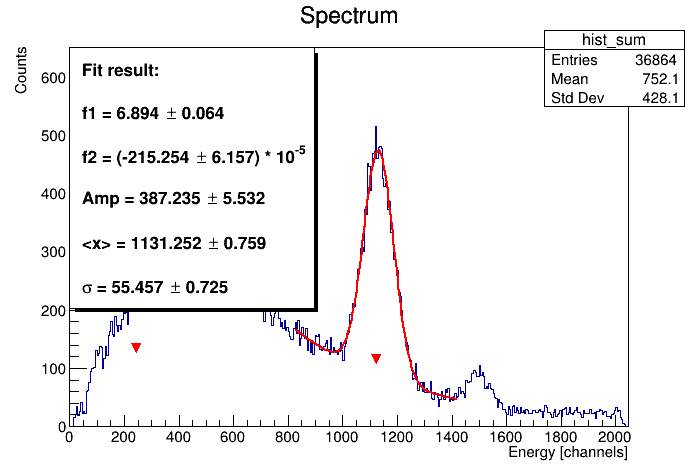 Spectrum
hist_sum
Entries 36864
Mean 752.1
Std Dev 428.1
Counts
600
500
400
300
200
100
0
Fit result:
f1 = 6.894 ± 0.064
f2 = (-215.254 ± 6.157) * 10^-5
Amp = 387.235 ± 5.532
<x> = 1131.252 ± 0.759
σ = 55.457 ± 0.725
0 200 400 600 800 1000 1200 1400 1600 1800 2000
Energy [channels]